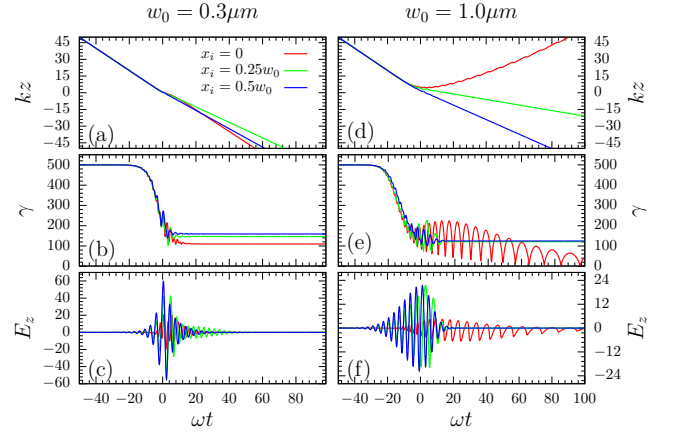 w₀ = 0.3μm w₀ = 1.0μm
45
30
15
0
−15
−30
−45
kz
(a)
xᵢ = 0
xᵢ = 0.25w₀
xᵢ = 0.5w₀
(d)
45
30
15
0
−15
−30
−45
kz
500
400
300
200
100
0
γ
(b)
(e)
500
400
300
200
100
0
γ
60
40
20
0
−20
−40
−60
E_z
(c)
(f)
24
12
0
−12
−24
E_z
−40 −20 0 20 40 60 80
−40 −20 0 20 40 60 80 100
ωt ωt